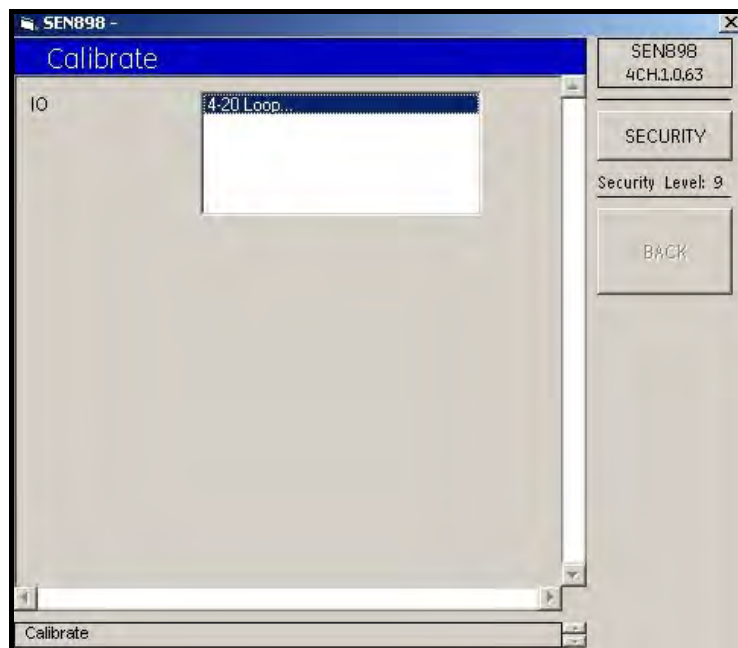 SEN898 -
Calibrate
SEN898
4CH.1.0.63
IO
4-20 Loop...
SECURITY
Security Level: 9
BACK
Calibrate